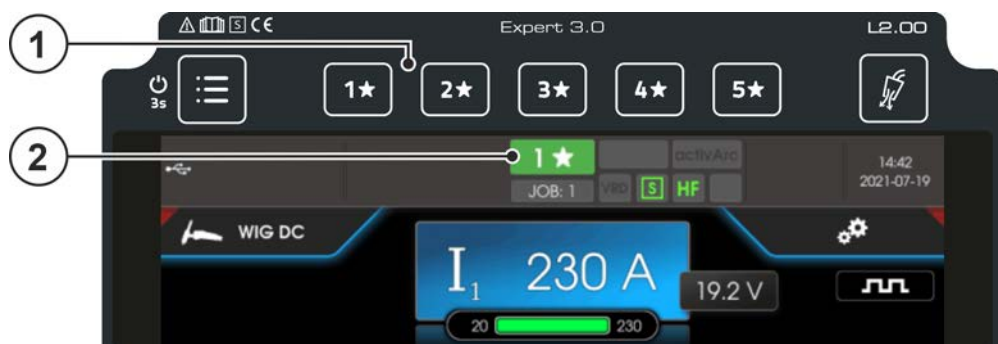 1
CE
Expert 3.0
L2.00
3s
1★
2★
3★
4★
5★
2
1 ★
activArc
14:42
JOB: 1
VRD
S
HF
2021-07-19
WIG DC
I1
230 A
19.2 V
20
230